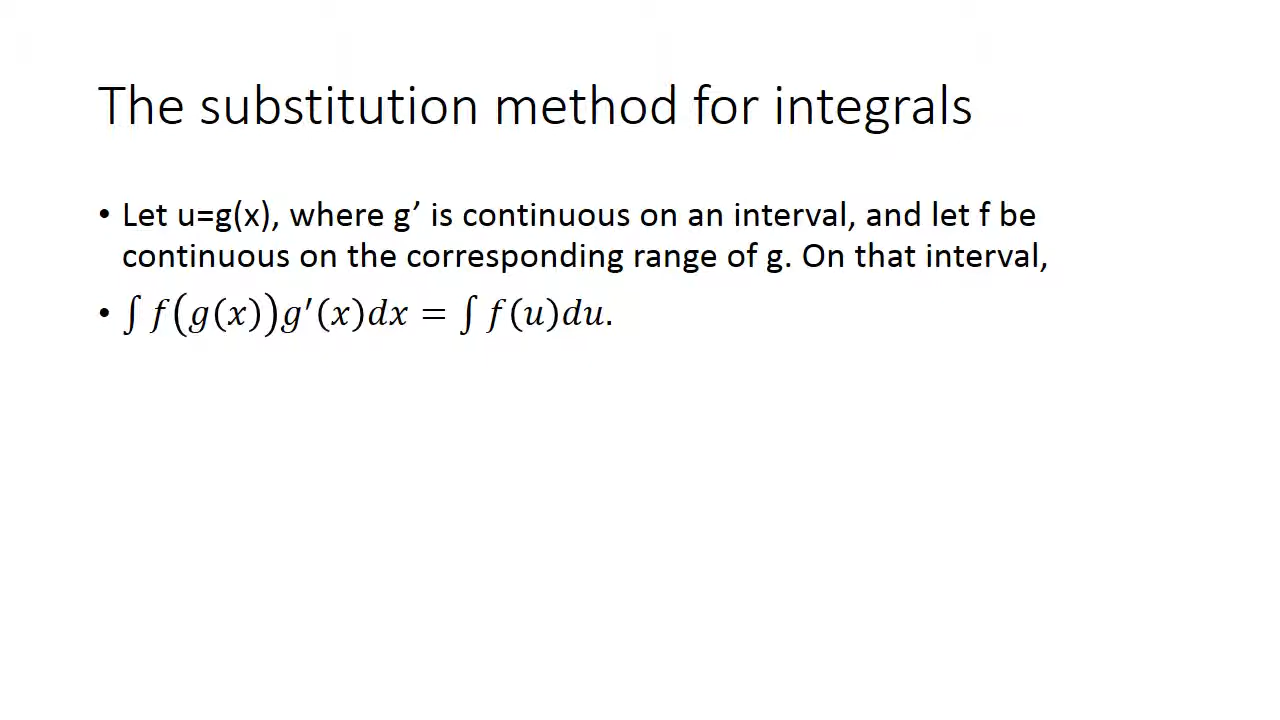 The substitution method for integrals
• Let u=g(x), where g’ is continuous on an interval, and let f be
continuous on the corresponding range of g. On that interval,
• ∫ f(g(x))g′(x)dx = ∫ f(u)du.